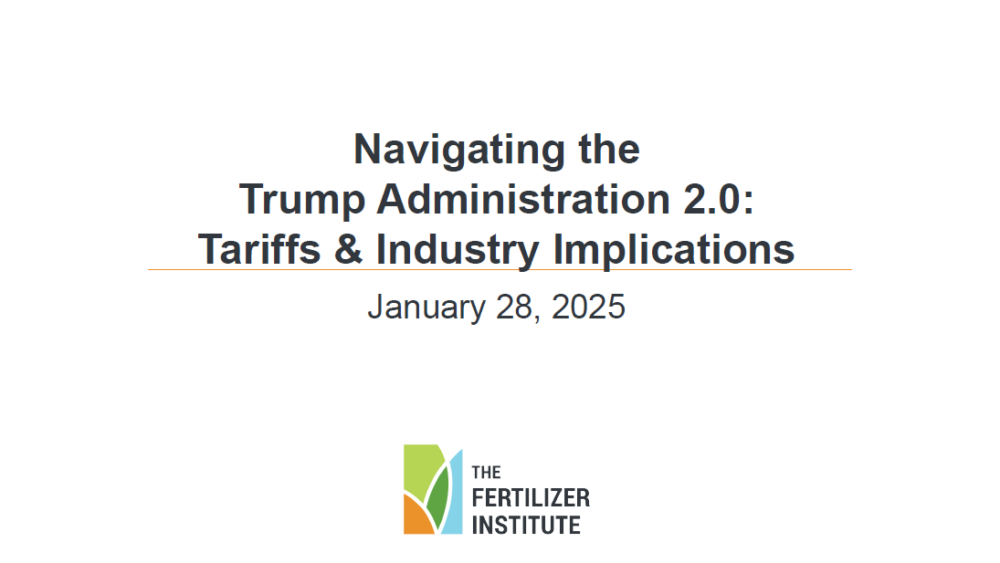 Navigating the
Trump Administration 2.0:
Tariffs & Industry Implications
January 28, 2025
THE
FERTILIZER
INSTITUTE